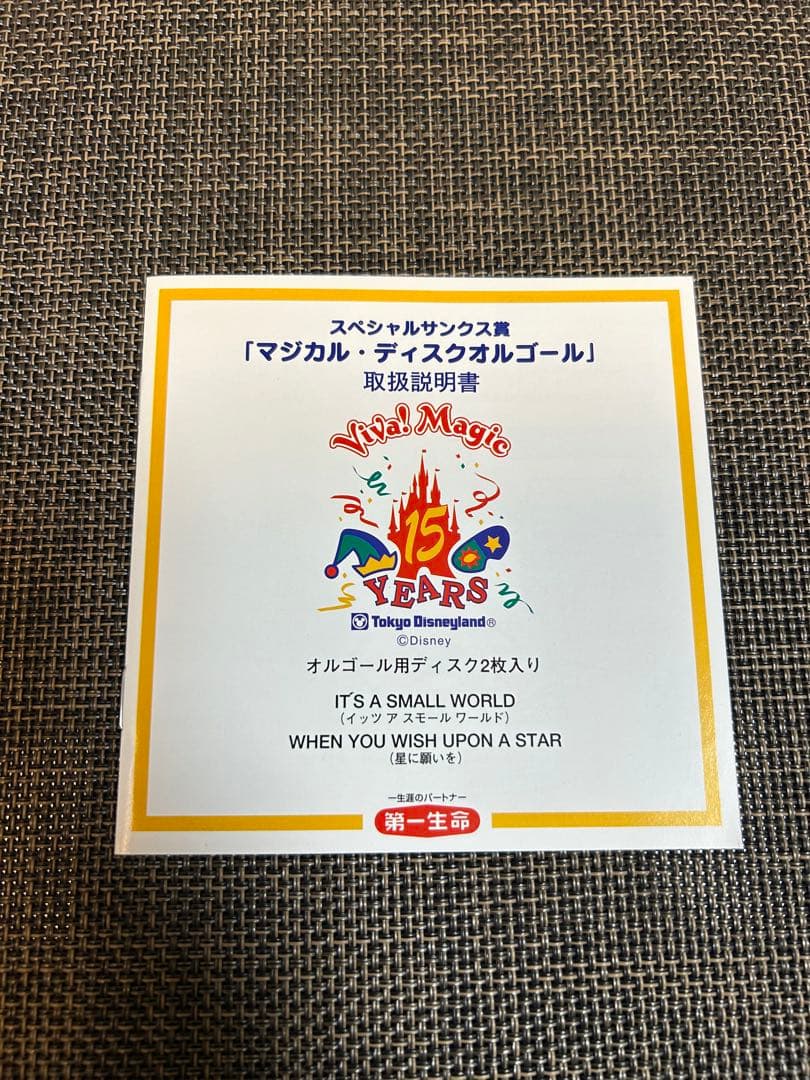 スペシャルサンクス賞
「マジカル・ディスクオルゴール」
取扱説明書
Viva! Magic
15
YEARS
Tokyo Disneyland®
©Disney
オルゴール用ディスク2枚入り
IT'S A SMALL WORLD
(イッツ ア スモール ワールド)
WHEN YOU WISH UPON A STAR
(星に願いを)
一生涯のパートナー
第一生命